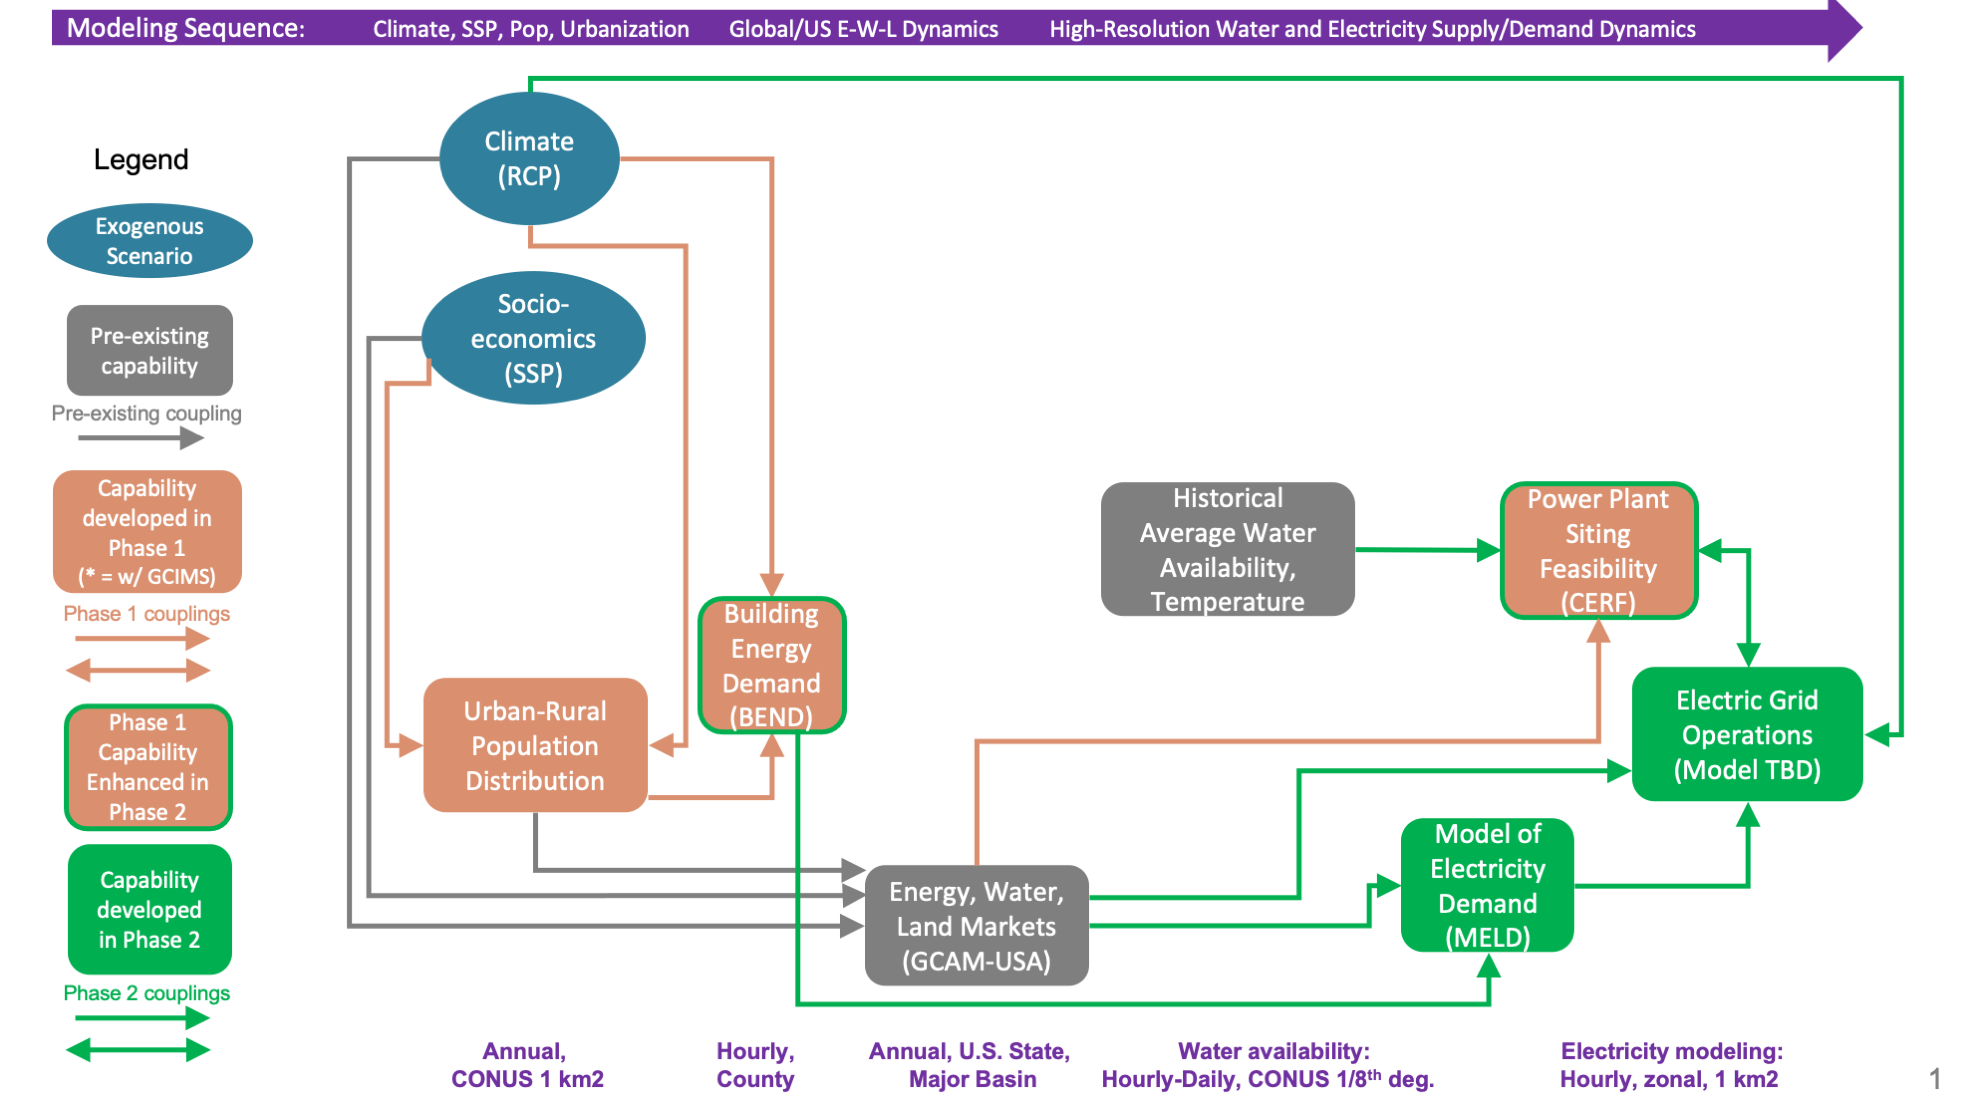 Modeling Sequence: Climate, SSP, Pop, Urbanization Global/US E-W-L Dynamics High-Resolution Water and Electricity Supply/Demand Dynamics
Legend
Exogenous
Scenario
Pre-existing
capability
Pre-existing coupling
Capability
developed in
Phase 1
(* = w/ GCIMS)
Phase 1 couplings
Phase 1
Capability
Enhanced in
Phase 2
Capability
developed
in Phase 2
Phase 2 couplings
Climate
(RCP)
Socio-
economics
(SSP)
Urban-Rural
Population
Distribution
Building
Energy
Demand
(BEND)
Energy, Water,
Land Markets
(GCAM-USA)
Historical
Average Water
Availability,
Temperature
Power Plant
Siting
Feasibility
(CERF)
Electric Grid
Operations
(Model TBD)
Model of
Electricity
Demand
(MELD)
Annual,
CONUS 1 km2
Hourly,
County
Annual, U.S. State,
Major Basin
Water availability:
Hourly-Daily, CONUS 1/8th deg.
Electricity modeling:
Hourly, zonal, 1 km2
1